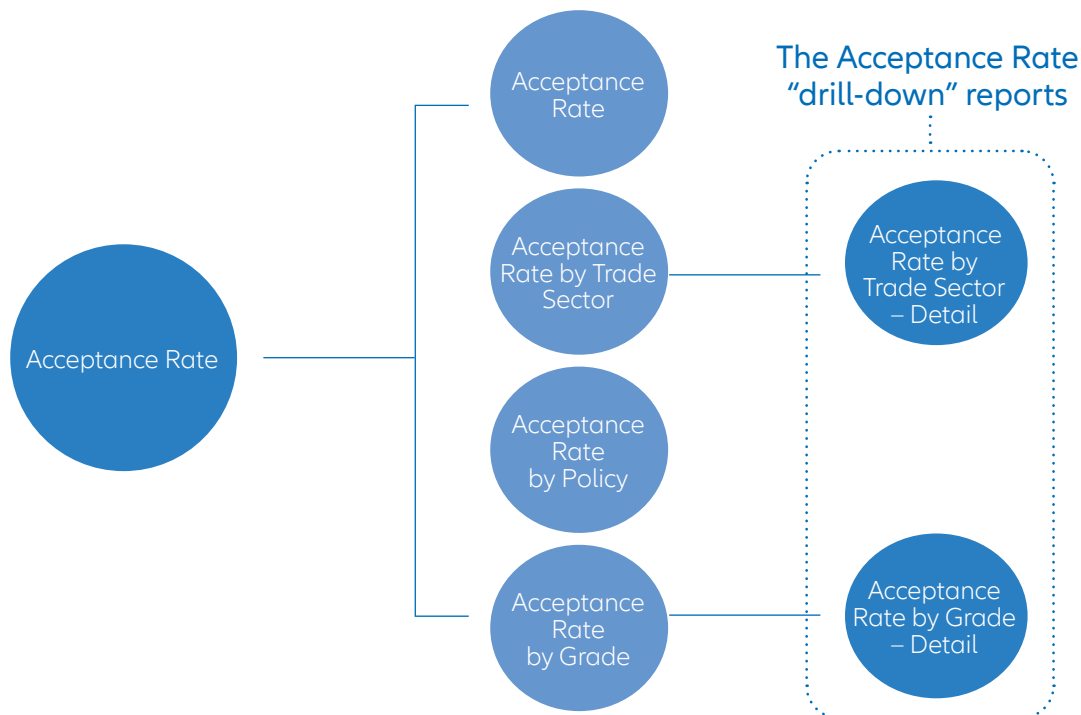 Acceptance Rate
Acceptance
Rate
Acceptance
Rate by Trade
Sector
Acceptance
Rate
by Policy
Acceptance
Rate
by Grade
The Acceptance Rate
“drill-down” reports
Acceptance
Rate by
Trade Sector
– Detail
Acceptance
Rate by Grade
– Detail